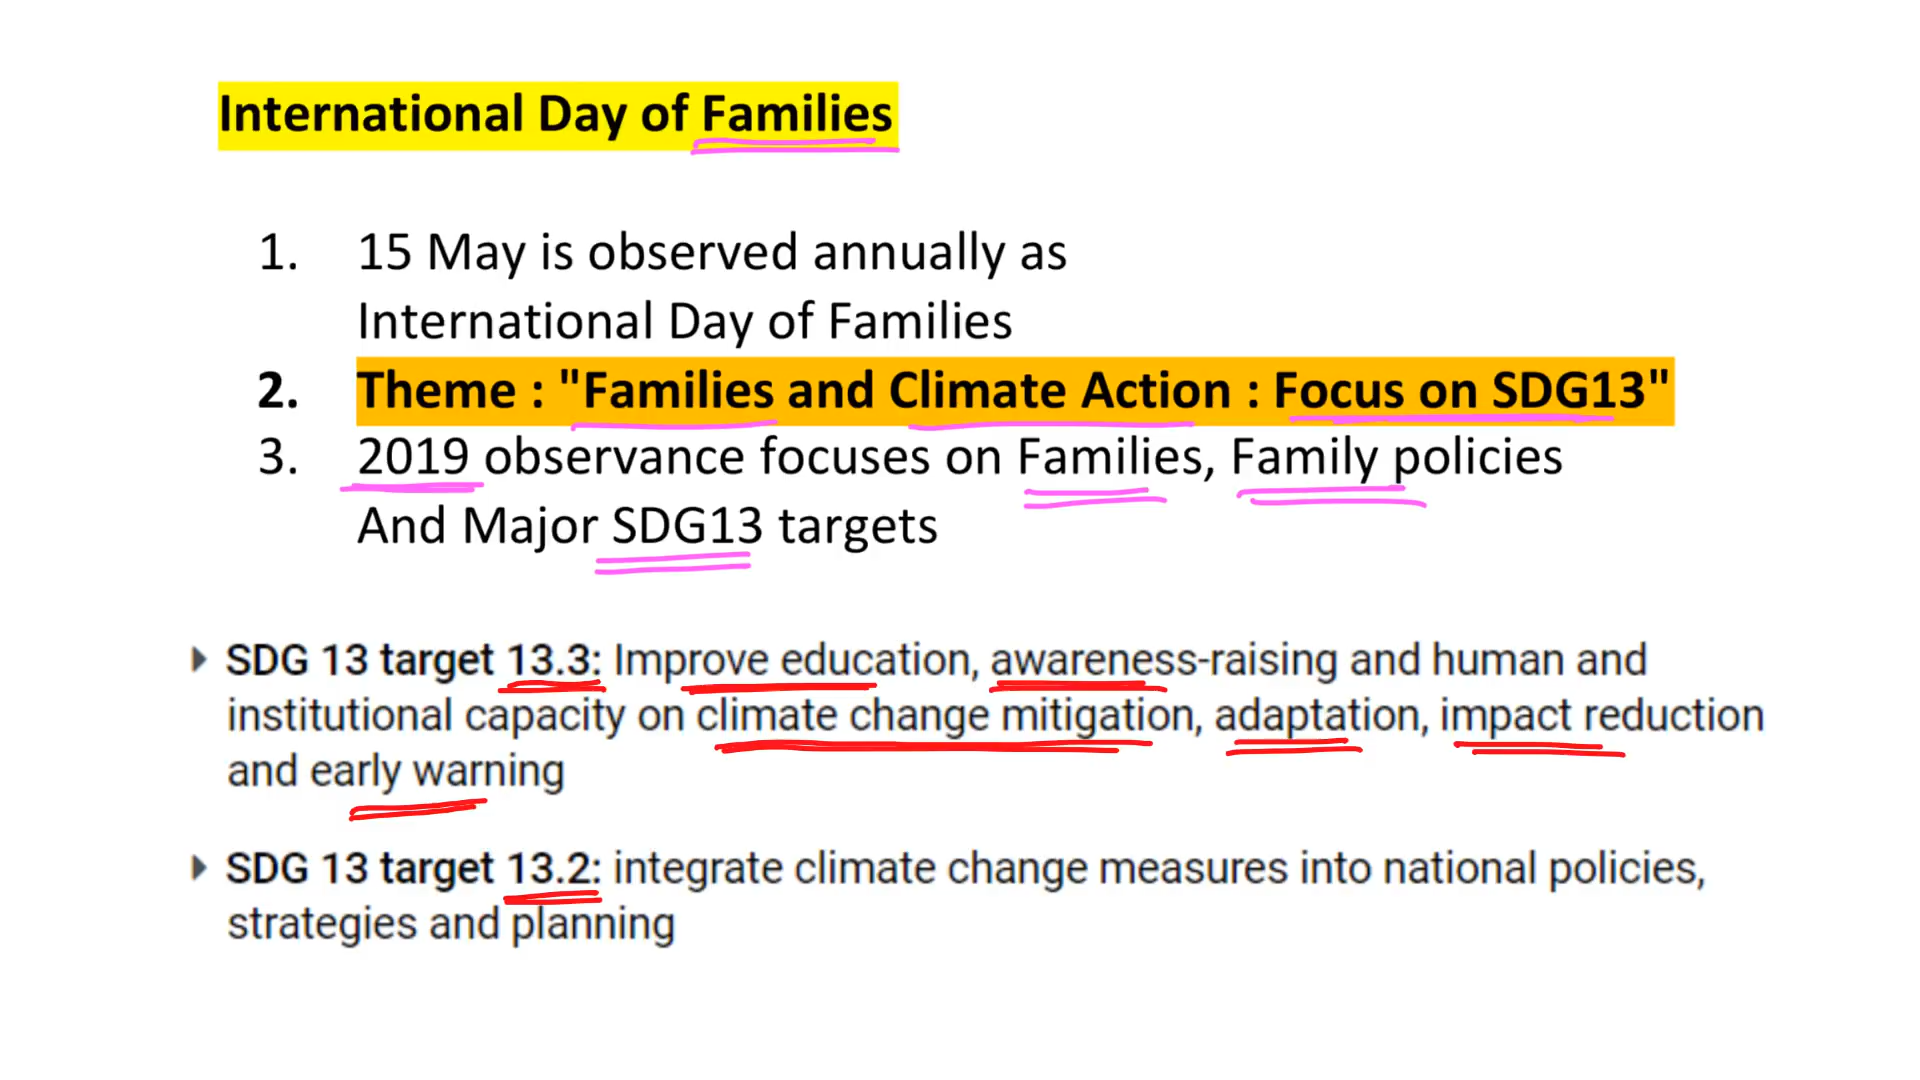 International Day of Families
1. 15 May is observed annually as
International Day of Families
2. Theme : "Families and Climate Action : Focus on SDG13"
3. 2019 observance focuses on Families, Family policies
And Major SDG13 targets
SDG 13 target 13.3: Improve education, awareness-raising and human and
institutional capacity on climate change mitigation, adaptation, impact reduction
and early warning
SDG 13 target 13.2: integrate climate change measures into national policies,
strategies and planning